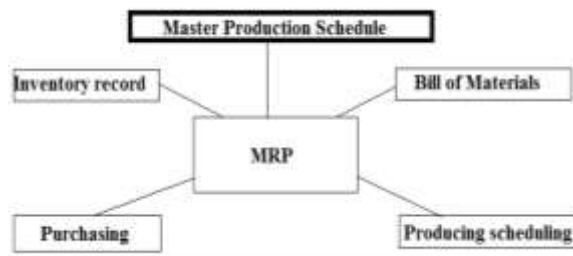 Master Production Schedule
Inventory record
Bill of Materials
MRP
Purchasing
Producing scheduling